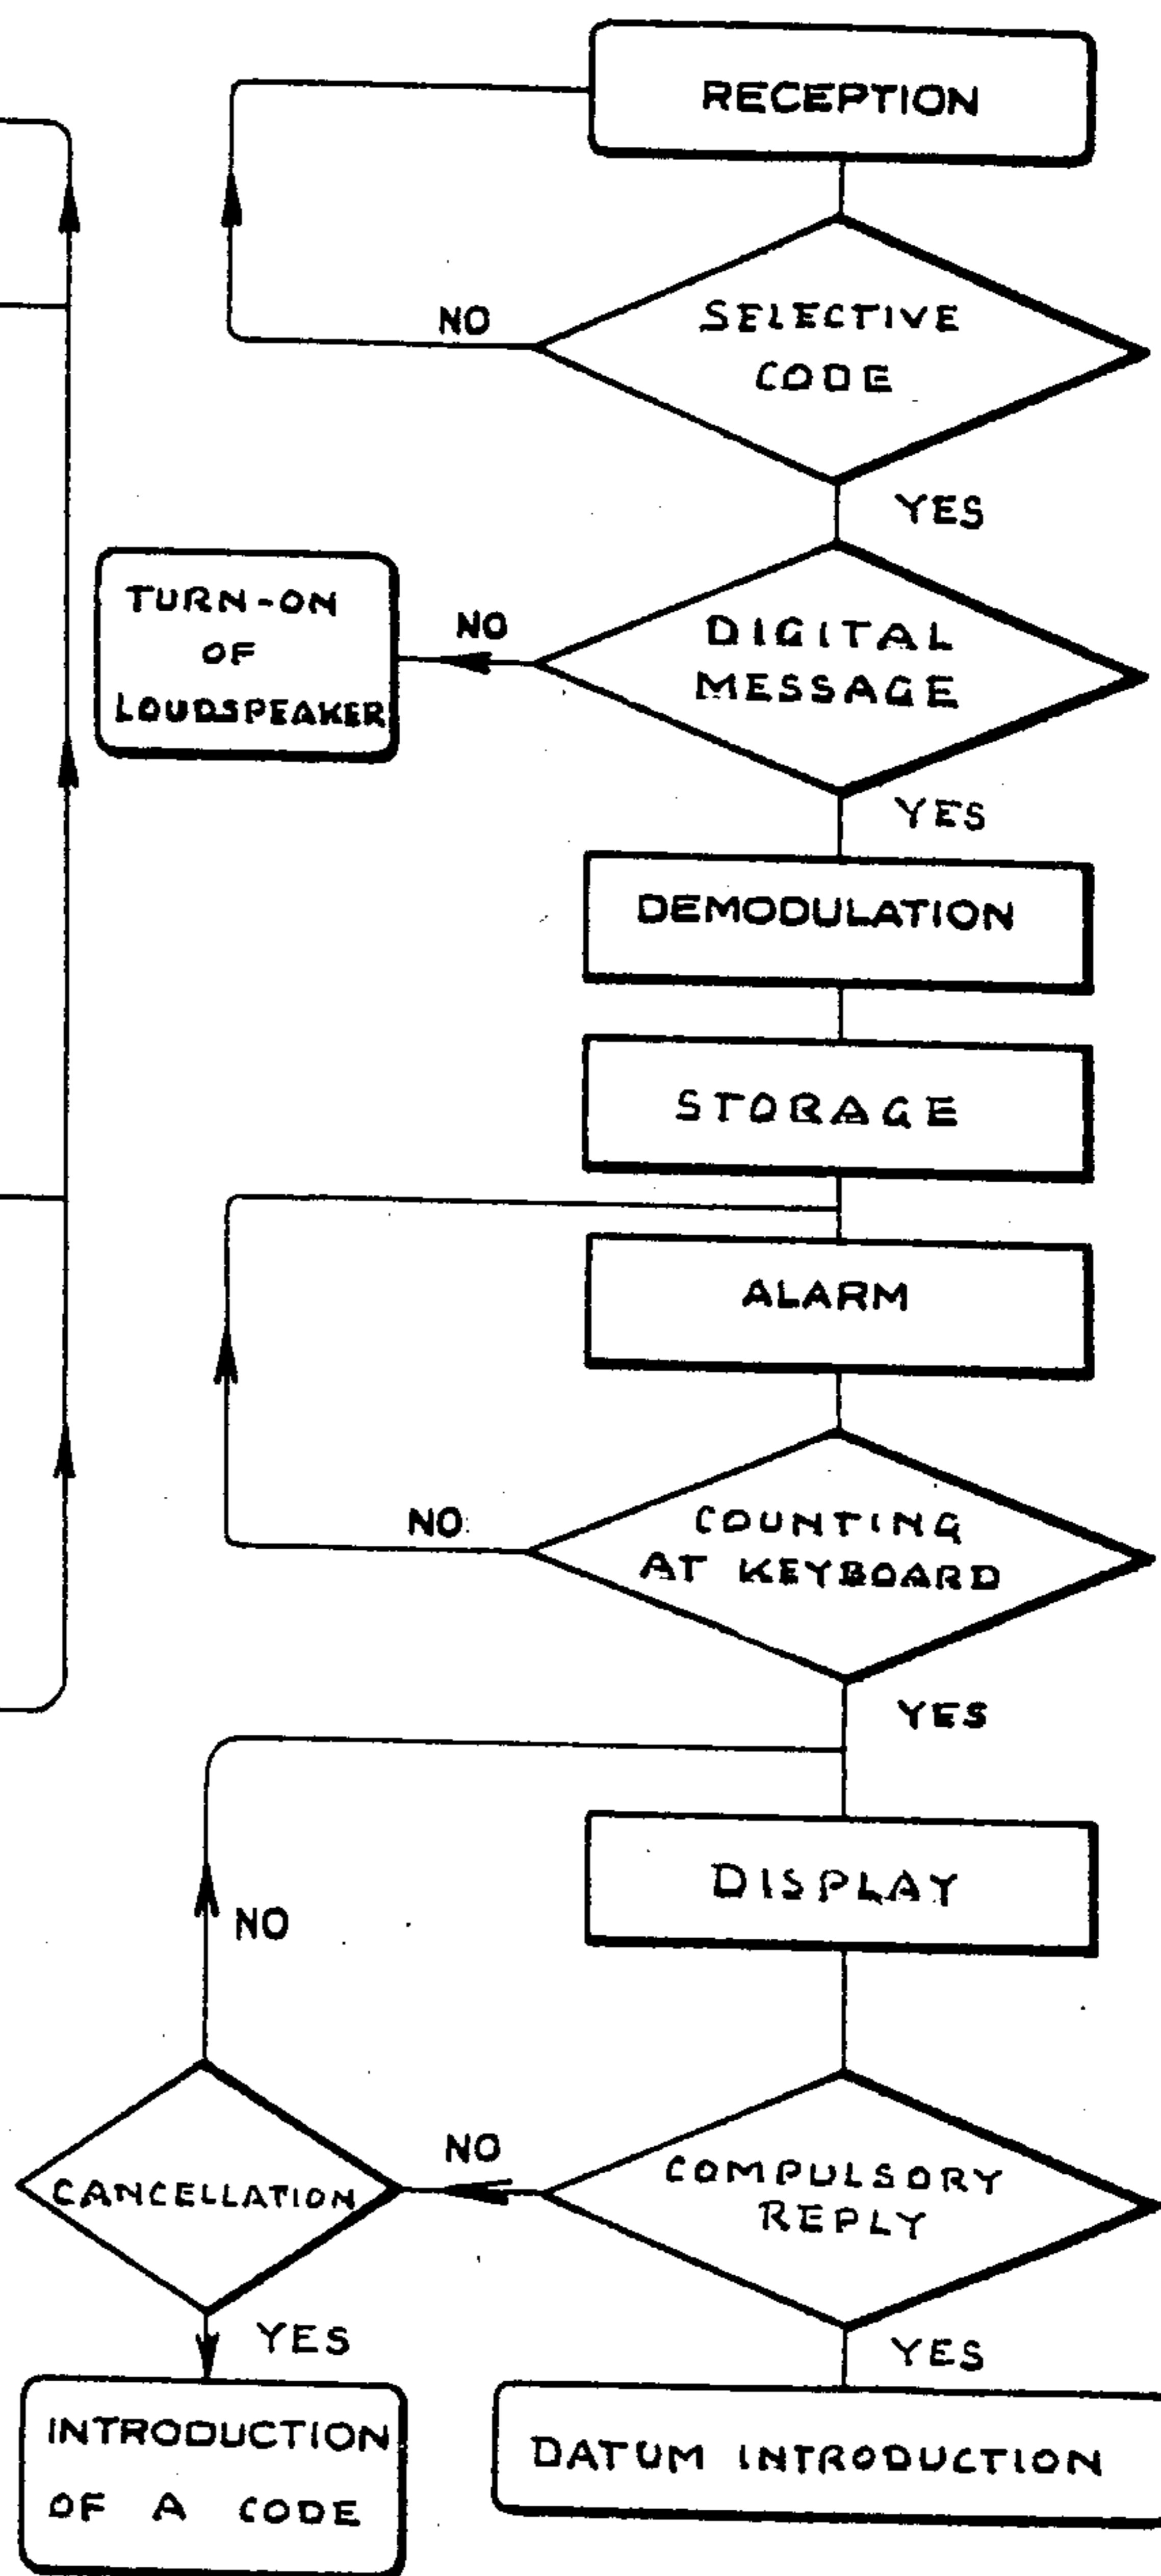 RECEPTION
NO
SELECTIVE
CODE
YES
TURN-ON
OF
LOUDSPEAKER
NO
DIGITAL
MESSAGE
YES
DEMODULATION
STORAGE
ALARM
NO
COUNTING
AT KEYBOARD
YES
DISPLAY
NO
CANCELLATION
NO
COMPULSORY
REPLY
YES
YES
INTRODUCTION
OF A CODE
DATUM INTRODUCTION